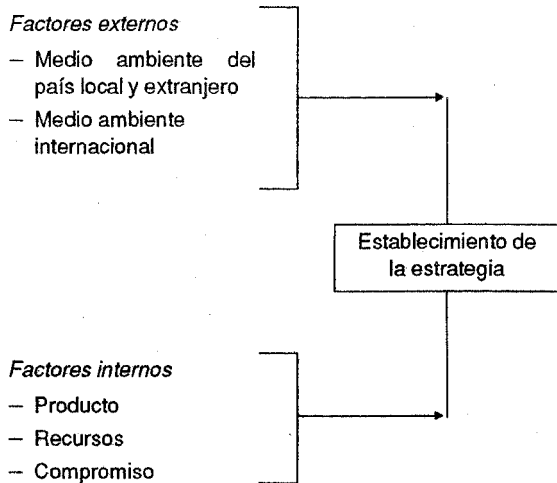 Factores externos
– Medio ambiente del
país local y extranjero
– Medio ambiente
internacional
Establecimiento de
la estrategia
Factores internos
– Producto
– Recursos
– Compromiso